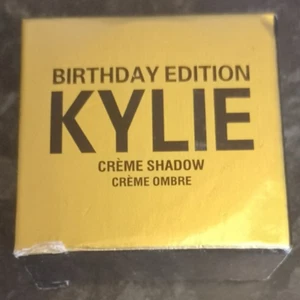 BIRTHDAY EDITION
KYLIE
CRÈME SHADOW
CRÈME OMBRE